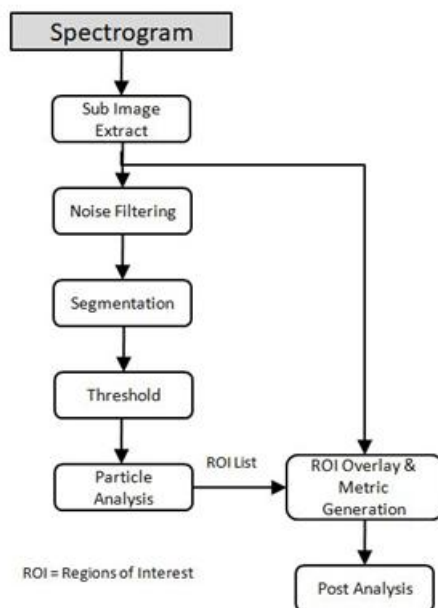 Spectrogram
Sub Image
Extract
Noise Filtering
Segmentation
Threshold
Particle
Analysis
ROI List
ROI Overlay &
Metric
Generation
ROI = Regions of Interest
Post Analysis